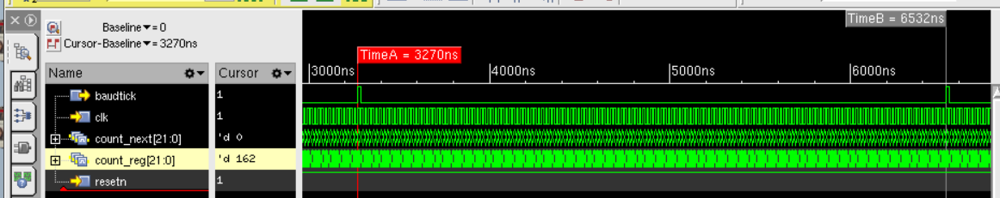 TimeB = 6532ns
Baseline ▾= 0
Cursor-Baseline ▾= 3270ns
TimeA = 3270ns
Name Cursor 3000ns 4000ns 5000ns 6000ns
baudtick 1
clk 1
count_next[21:0] 'd 0
count_reg[21:0] 'd 162
resetn 1